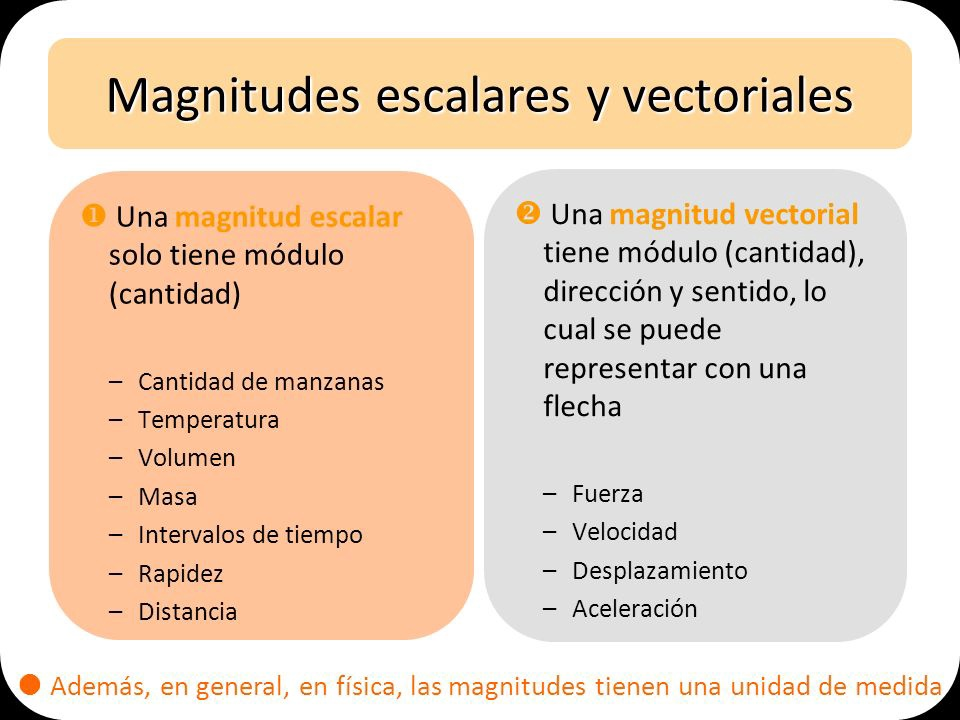 Magnitudes escalares y vectoriales
❶ Una magnitud escalar
solo tiene módulo
(cantidad)
– Cantidad de manzanas
– Temperatura
– Volumen
– Masa
– Intervalos de tiempo
– Rapidez
– Distancia
❷ Una magnitud vectorial
tiene módulo (cantidad),
dirección y sentido, lo
cual se puede
representar con una
flecha
– Fuerza
– Velocidad
– Desplazamiento
– Aceleración
● Además, en general, en física, las magnitudes tienen una unidad de medida